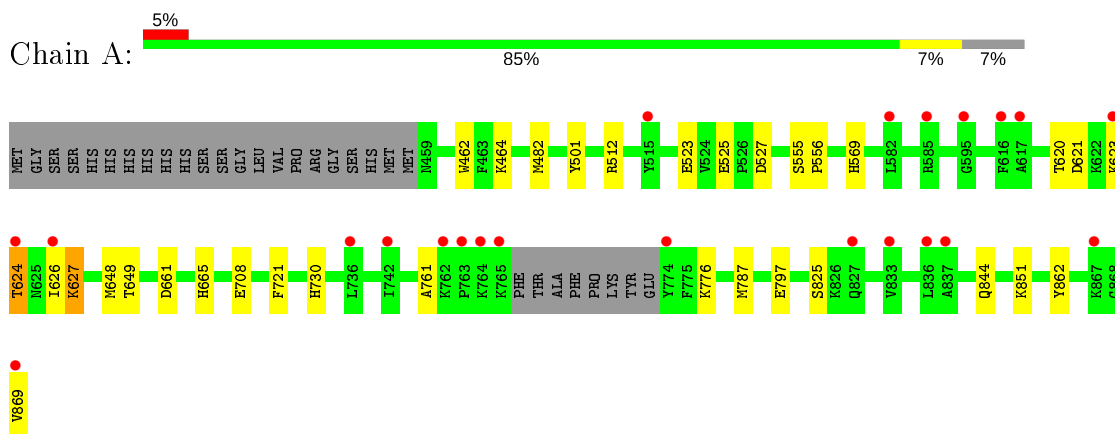 5%
Chain A:
85%
7%
7%
MET GLY SER SER HIS HIS HIS HIS HIS HIS SER SER GLY LEU VAL PRO ARG GLY SER HIS MET MET N459 W462 F463 K464 M482 Y501 R512 Y515 E523 V524 E525 P526 D527 S555 P556 H569 L582 R585 G595 F616 A617 T620 D621 K622 K623
T624 N625 I626 K627 M648 T649 D661 H665 E708 F721 H730 L736 I742 A761 K762 P763 K764 K765 PHE THR ALA PHE PRO LYS TYR GLU Y774 F775 K776 M787 E797 S825 K826 Q827 V833 L836 A837 Q844 K851 Y862 K867 G868
V869